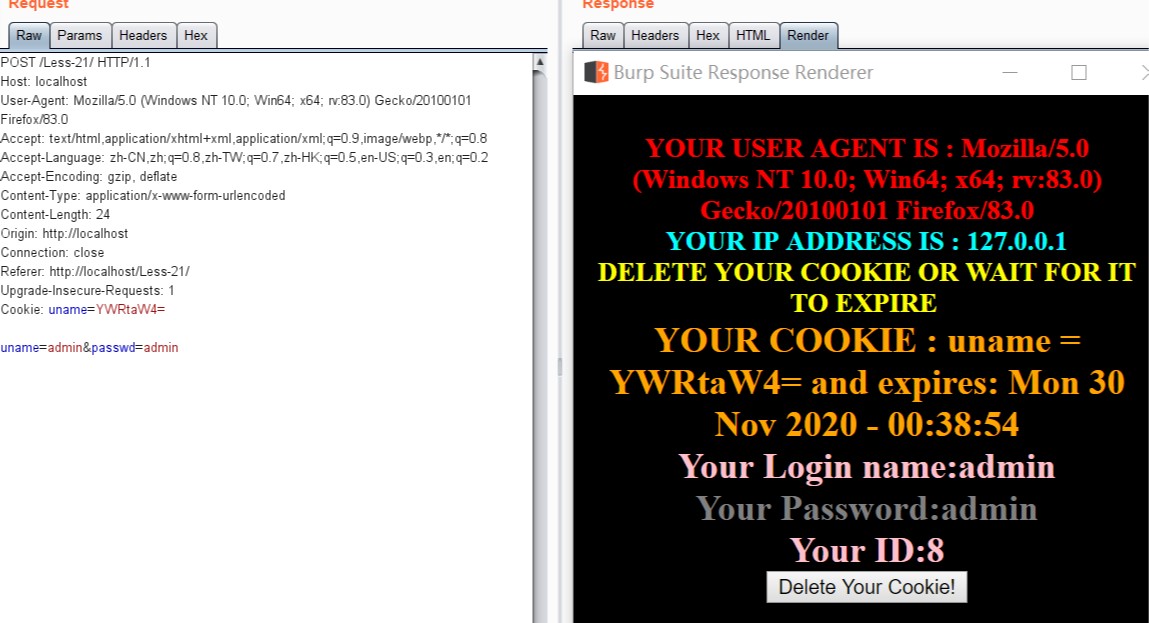 Request
Raw Params Headers Hex
POST /Less-21/ HTTP/1.1
Host: localhost
User-Agent: Mozilla/5.0 (Windows NT 10.0; Win64; x64; rv:83.0) Gecko/20100101
Firefox/83.0
Accept: text/html,application/xhtml+xml,application/xml;q=0.9,image/webp,*/*;q=0.8
Accept-Language: zh-CN,zh;q=0.8,zh-TW;q=0.7,zh-HK;q=0.5,en-US;q=0.3,en;q=0.2
Accept-Encoding: gzip, deflate
Content-Type: application/x-www-form-urlencoded
Content-Length: 24
Origin: http://localhost
Connection: close
Referer: http://localhost/Less-21/
Upgrade-Insecure-Requests: 1
Cookie: uname=YWRtaW4=
uname=admin&passwd=admin
Response
Raw Headers Hex HTML Render
Burp Suite Response Renderer
YOUR USER AGENT IS : Mozilla/5.0
(Windows NT 10.0; Win64; x64; rv:83.0)
Gecko/20100101 Firefox/83.0
YOUR IP ADDRESS IS : 127.0.0.1
DELETE YOUR COOKIE OR WAIT FOR IT
TO EXPIRE
YOUR COOKIE : uname =
YWRtaW4= and expires: Mon 30
Nov 2020 - 00:38:54
Your Login name:admin
Your Password:admin
Your ID:8
Delete Your Cookie!